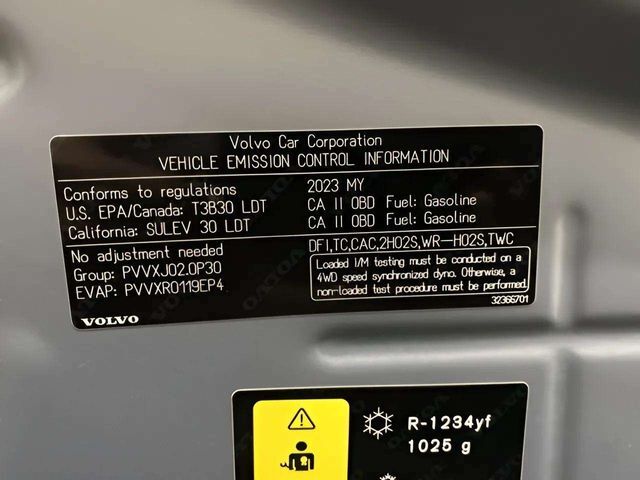 Volvo Car Corporation
VEHICLE EMISSION CONTROL INFORMATION
Conforms to regulations 2023 MY
U.S. EPA/Canada: T3B30 LDT CA II OBD Fuel: Gasoline
California: SULEV 30 LDT CA II OBD Fuel: Gasoline
No adjustment needed DFI,TC,CAC,2HO2S,WR-HO2S,TWC
Group: PVVXJ02.0P30
EVAP: PVVXR0119EP4
Loaded I/M testing must be conducted on a
4WD speed synchronized dyno. Otherwise, a
non-loaded test procedure must be performed
32366701
VOLVO
R-1234yf
1025 g